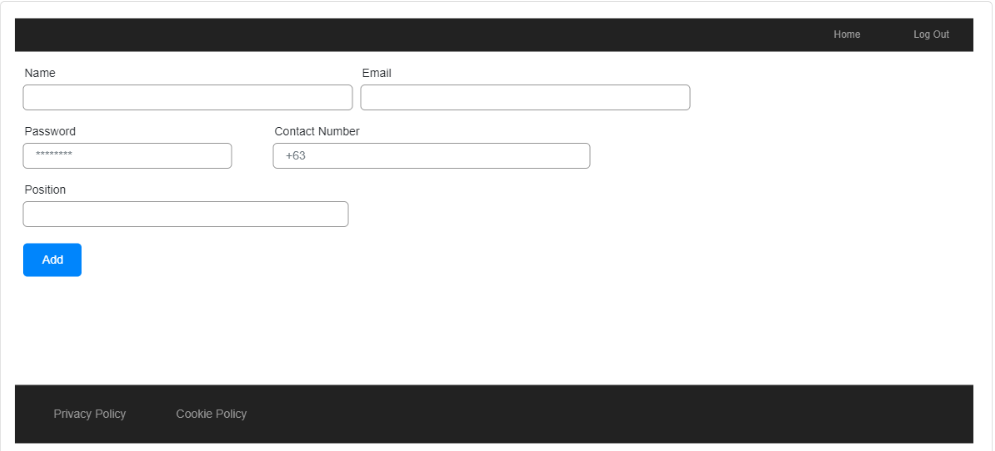 Home Log Out
Name Email
Password Contact Number
******** +63
Position
Add
Privacy Policy Cookie Policy